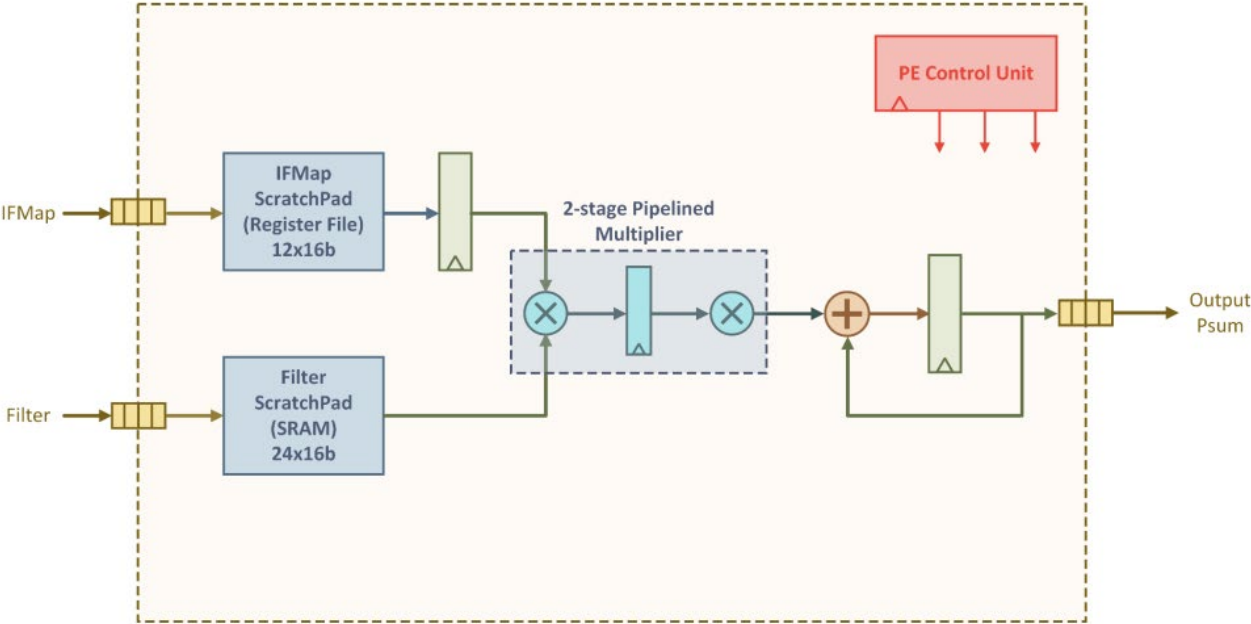 PE Control Unit
IFMap
IFMap
ScratchPad
(Register File)
12x16b
2-stage Pipelined
Multiplier
Output
Psum
Filter
Filter
ScratchPad
(SRAM)
24x16b